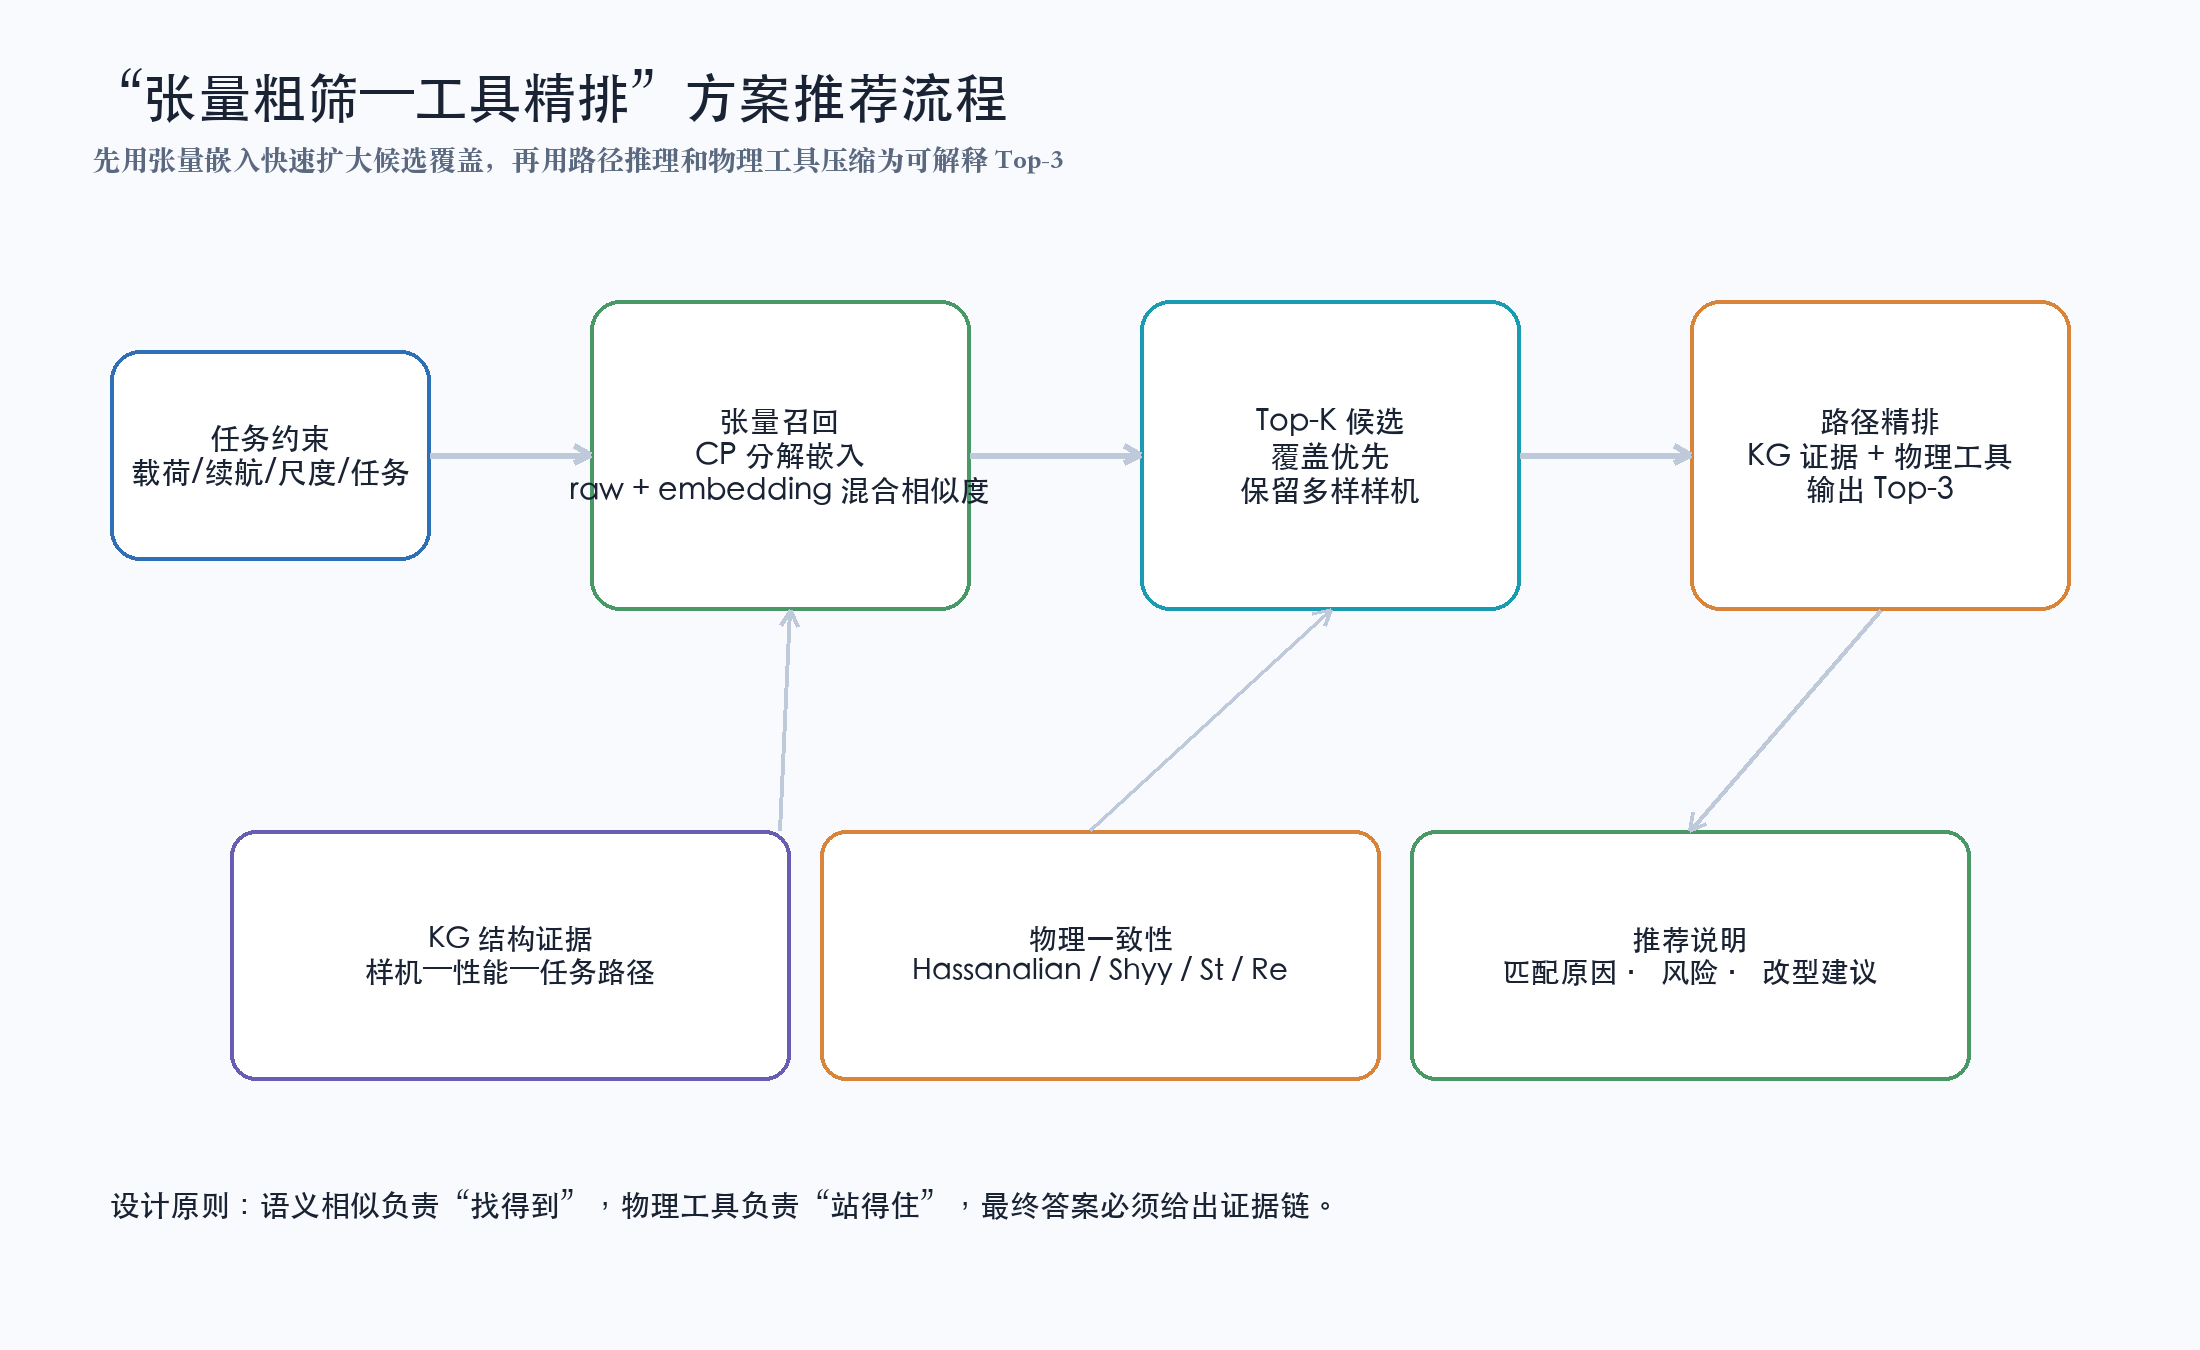 “张量粗筛—工具精排”方案推荐流程
先用张量嵌入快速扩大候选覆盖，再用路径推理和物理工具压缩为可解释 Top-3
任务约束
载荷/续航/尺度/任务
张量召回
CP 分解嵌入
raw + embedding 混合相似度
Top-K 候选
覆盖优先
保留多样样机
路径精排
KG 证据 + 物理工具
输出 Top-3
KG 结构证据
样机—性能—任务路径
物理一致性
Hassanalian / Shyy / St / Re
推荐说明
匹配原因 · 风险 · 改型建议
设计原则：语义相似负责“找得到”，物理工具负责“站得住”，最终答案必须给出证据链。